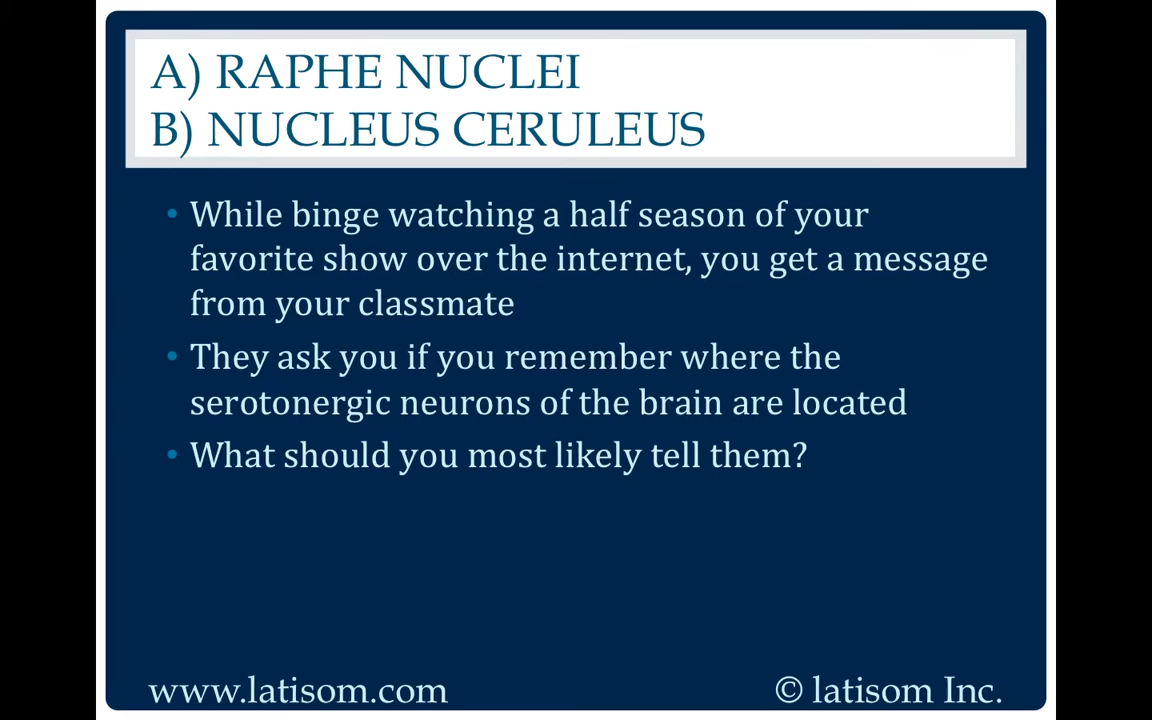 A) RAPHE NUCLEI
B) NUCLEUS CERULEUS
• While binge watching a half season of your
favorite show over the internet, you get a message
from your classmate
• They ask you if you remember where the
serotonergic neurons of the brain are located
• What should you most likely tell them?
www.latisom.com
© latisom Inc.